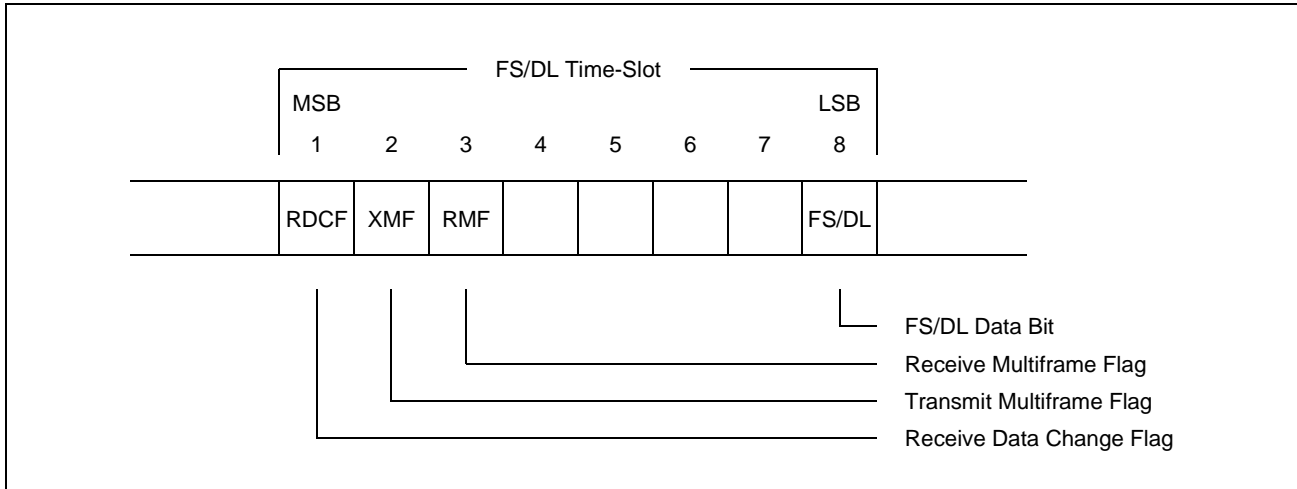 FS/DL Time-Slot
MSB LSB
1 2 3 4 5 6 7 8
RDCF XMF RMF FS/DL
FS/DL Data Bit
Receive Multiframe Flag
Transmit Multiframe Flag
Receive Data Change Flag